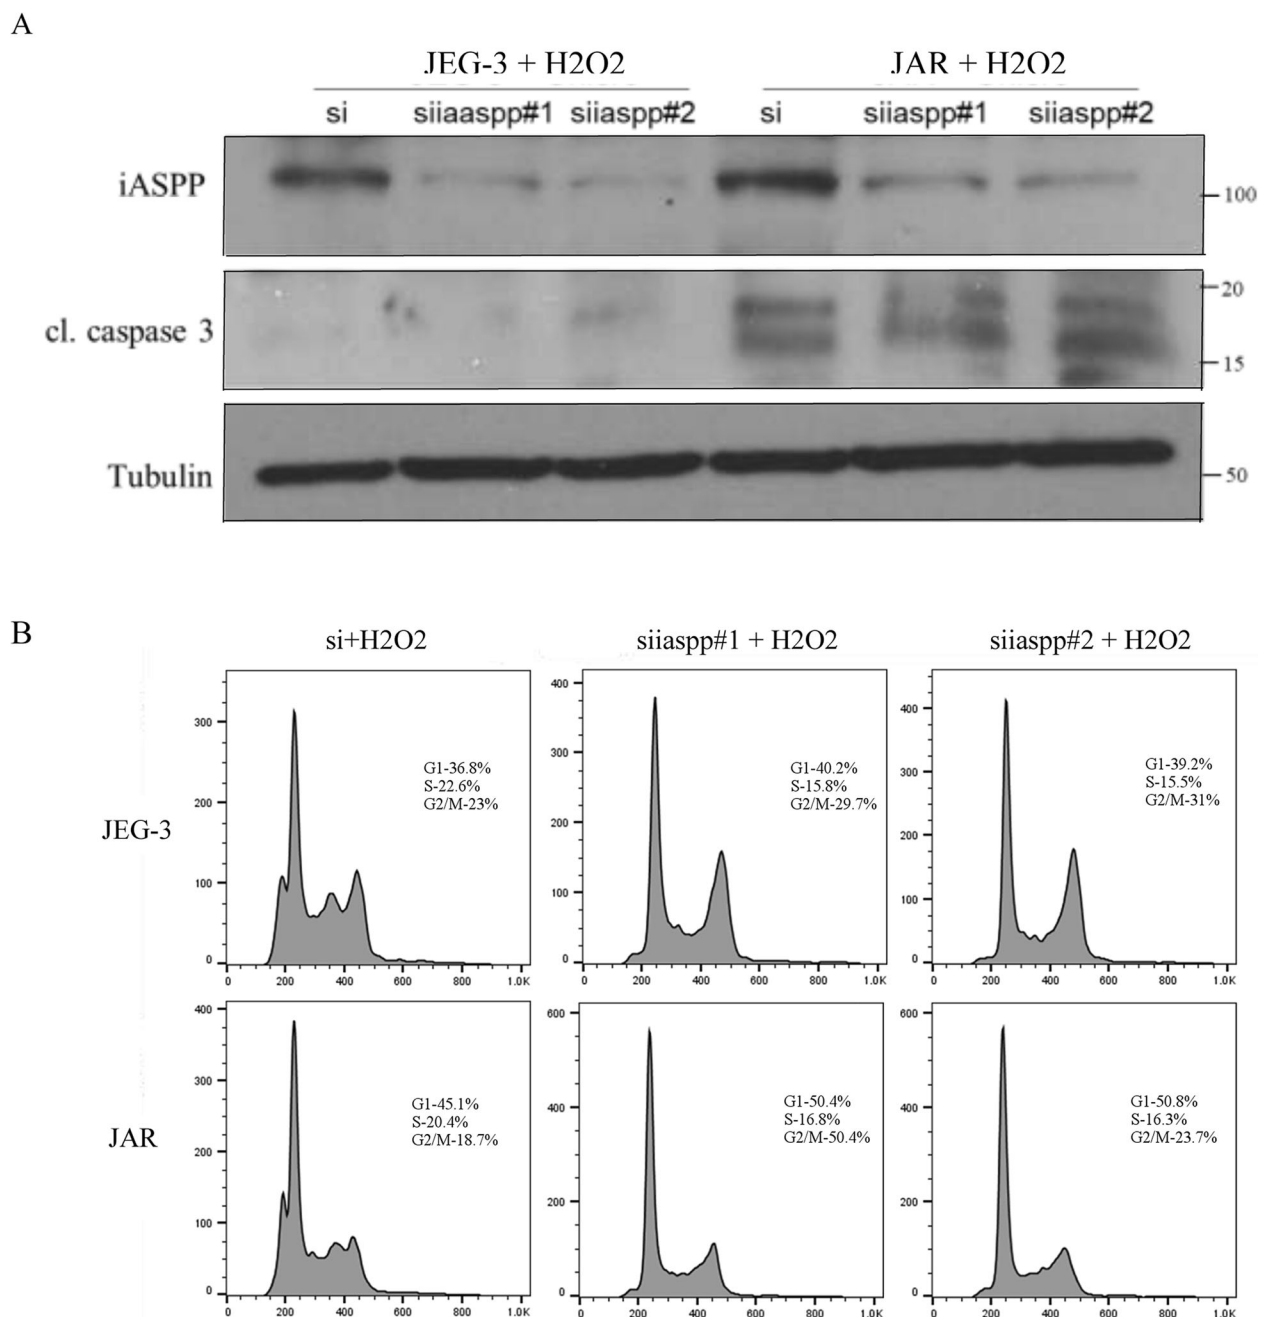 A
JEG-3 + H2O2
JAR + H2O2
si
siiaaspp#1
siiaspp#2
si
siiaspp#1
siiaspp#2
iASPP
100
cl. caspase 3
20
15
Tubulin
50
B
si+H2O2
siiaspp#1 + H2O2
siiaspp#2 + H2O2
JEG-3
300
200
100
0
G1-36.8%
S-22.6%
G2/M-23%
0 200 400 600 800 1.0K
400
300
200
100
0
G1-40.2%
S-15.8%
G2/M-29.7%
0 200 400 600 800 1.0K
400
300
200
100
0
G1-39.2%
S-15.5%
G2/M-31%
0 200 400 600 800 1.0K
JAR
400
300
200
100
0
G1-45.1%
S-20.4%
G2/M-18.7%
0 200 400 600 800 1.0K
600
400
200
0
G1-50.4%
S-16.8%
G2/M-50.4%
0 200 400 600 800 1.0K
600
400
200
0
G1-50.8%
S-16.3%
G2/M-23.7%
0 200 400 600 800 1.0K